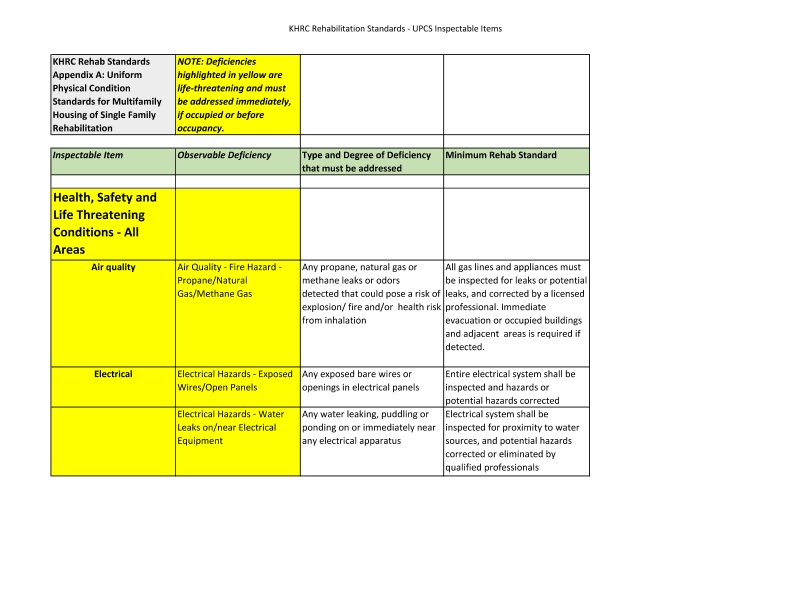 KHRC Rehabilitation Standards - UPCS Inspectable Items
KHRC Rehab Standards
Appendix A: Uniform
Physical Condition
Standards for Multifamily
Housing of Single Family
Rehabilitation
NOTE: Deficiencies
highlighted in yellow are
life-threatening and must
be addressed immediately,
if occupied or before
occupancy.
Inspectable Item
Observable Deficiency
Type and Degree of Deficiency
that must be addressed
Minimum Rehab Standard
Health, Safety and
Life Threatening
Conditions - All
Areas
Air quality
Air Quality - Fire Hazard -
Propane/Natural
Gas/Methane Gas
Any propane, natural gas or
methane leaks or odors
detected that could pose a risk of
explosion/ fire and/or  health risk
from inhalation
All gas lines and appliances must
be inspected for leaks or potential
leaks, and corrected by a licensed
professional. Immediate
evacuation or occupied buildings
and adjacent  areas is required if
detected.
Electrical
Electrical Hazards - Exposed
Wires/Open Panels
Any exposed bare wires or
openings in electrical panels
Entire electrical system shall be
inspected and hazards or
potential hazards corrected
Electrical Hazards - Water
Leaks on/near Electrical
Equipment
Any water leaking, puddling or
ponding on or immediately near
any electrical apparatus
Electrical system shall be
inspected for proximity to water
sources, and potential hazards
corrected or eliminated by
qualified professionals